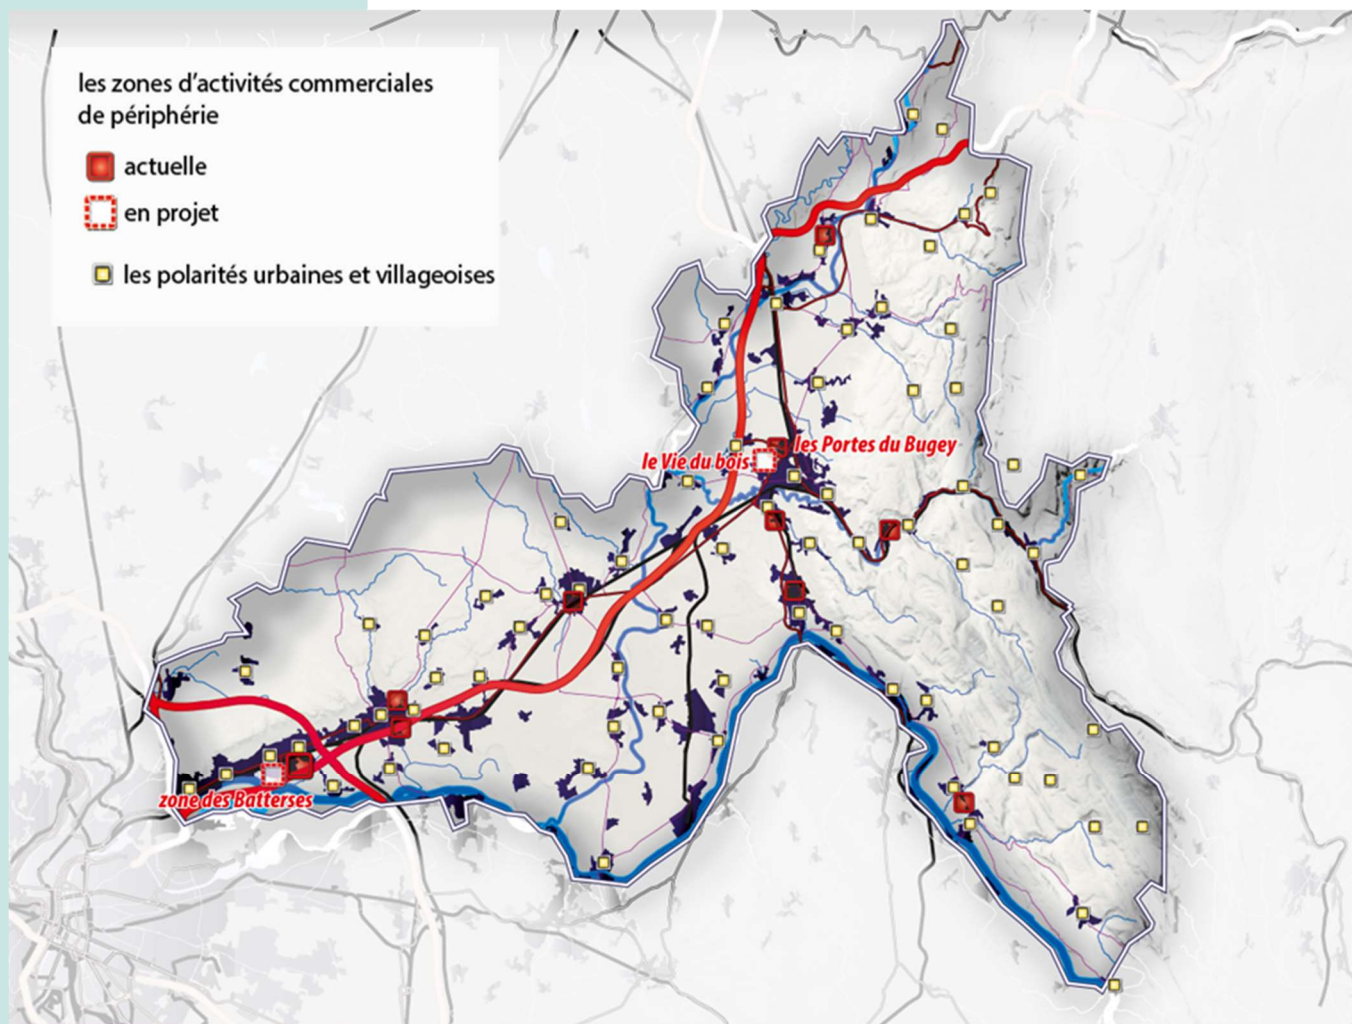 les zones d'activités commerciales
de périphérie
actuelle
en projet
les polarités urbaines et villageoises
les Portes du Bugey
le Vie du bois
zone des Batterses